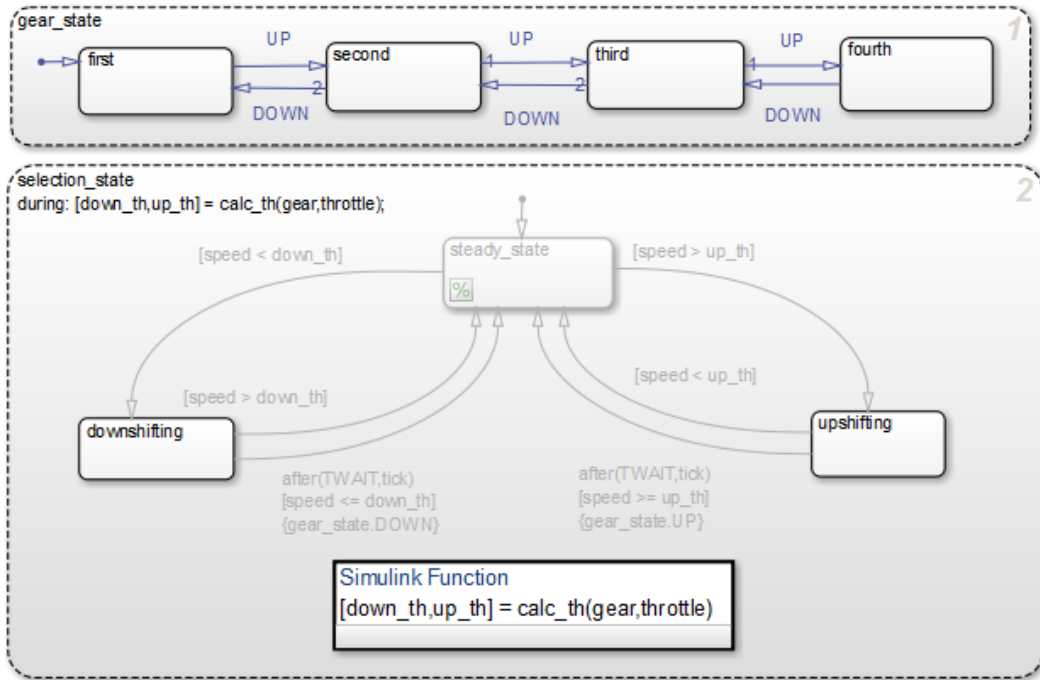 gear_state
1
UP
UP
UP
first
second
third
fourth
1
1
2
2
DOWN
DOWN
DOWN
selection_state
2
during: [down_th,up_th] = calc_th(gear,throttle);
[speed < down_th]
steady_state
[speed > up_th]
%
[speed > down_th]
[speed < up_th]
downshifting
upshifting
after(TWAIT,tick)
[speed <= down_th]
{gear_state.DOWN}
after(TWAIT,tick)
[speed >= up_th]
{gear_state.UP}
Simulink Function
[down_th,up_th] = calc_th(gear,throttle)